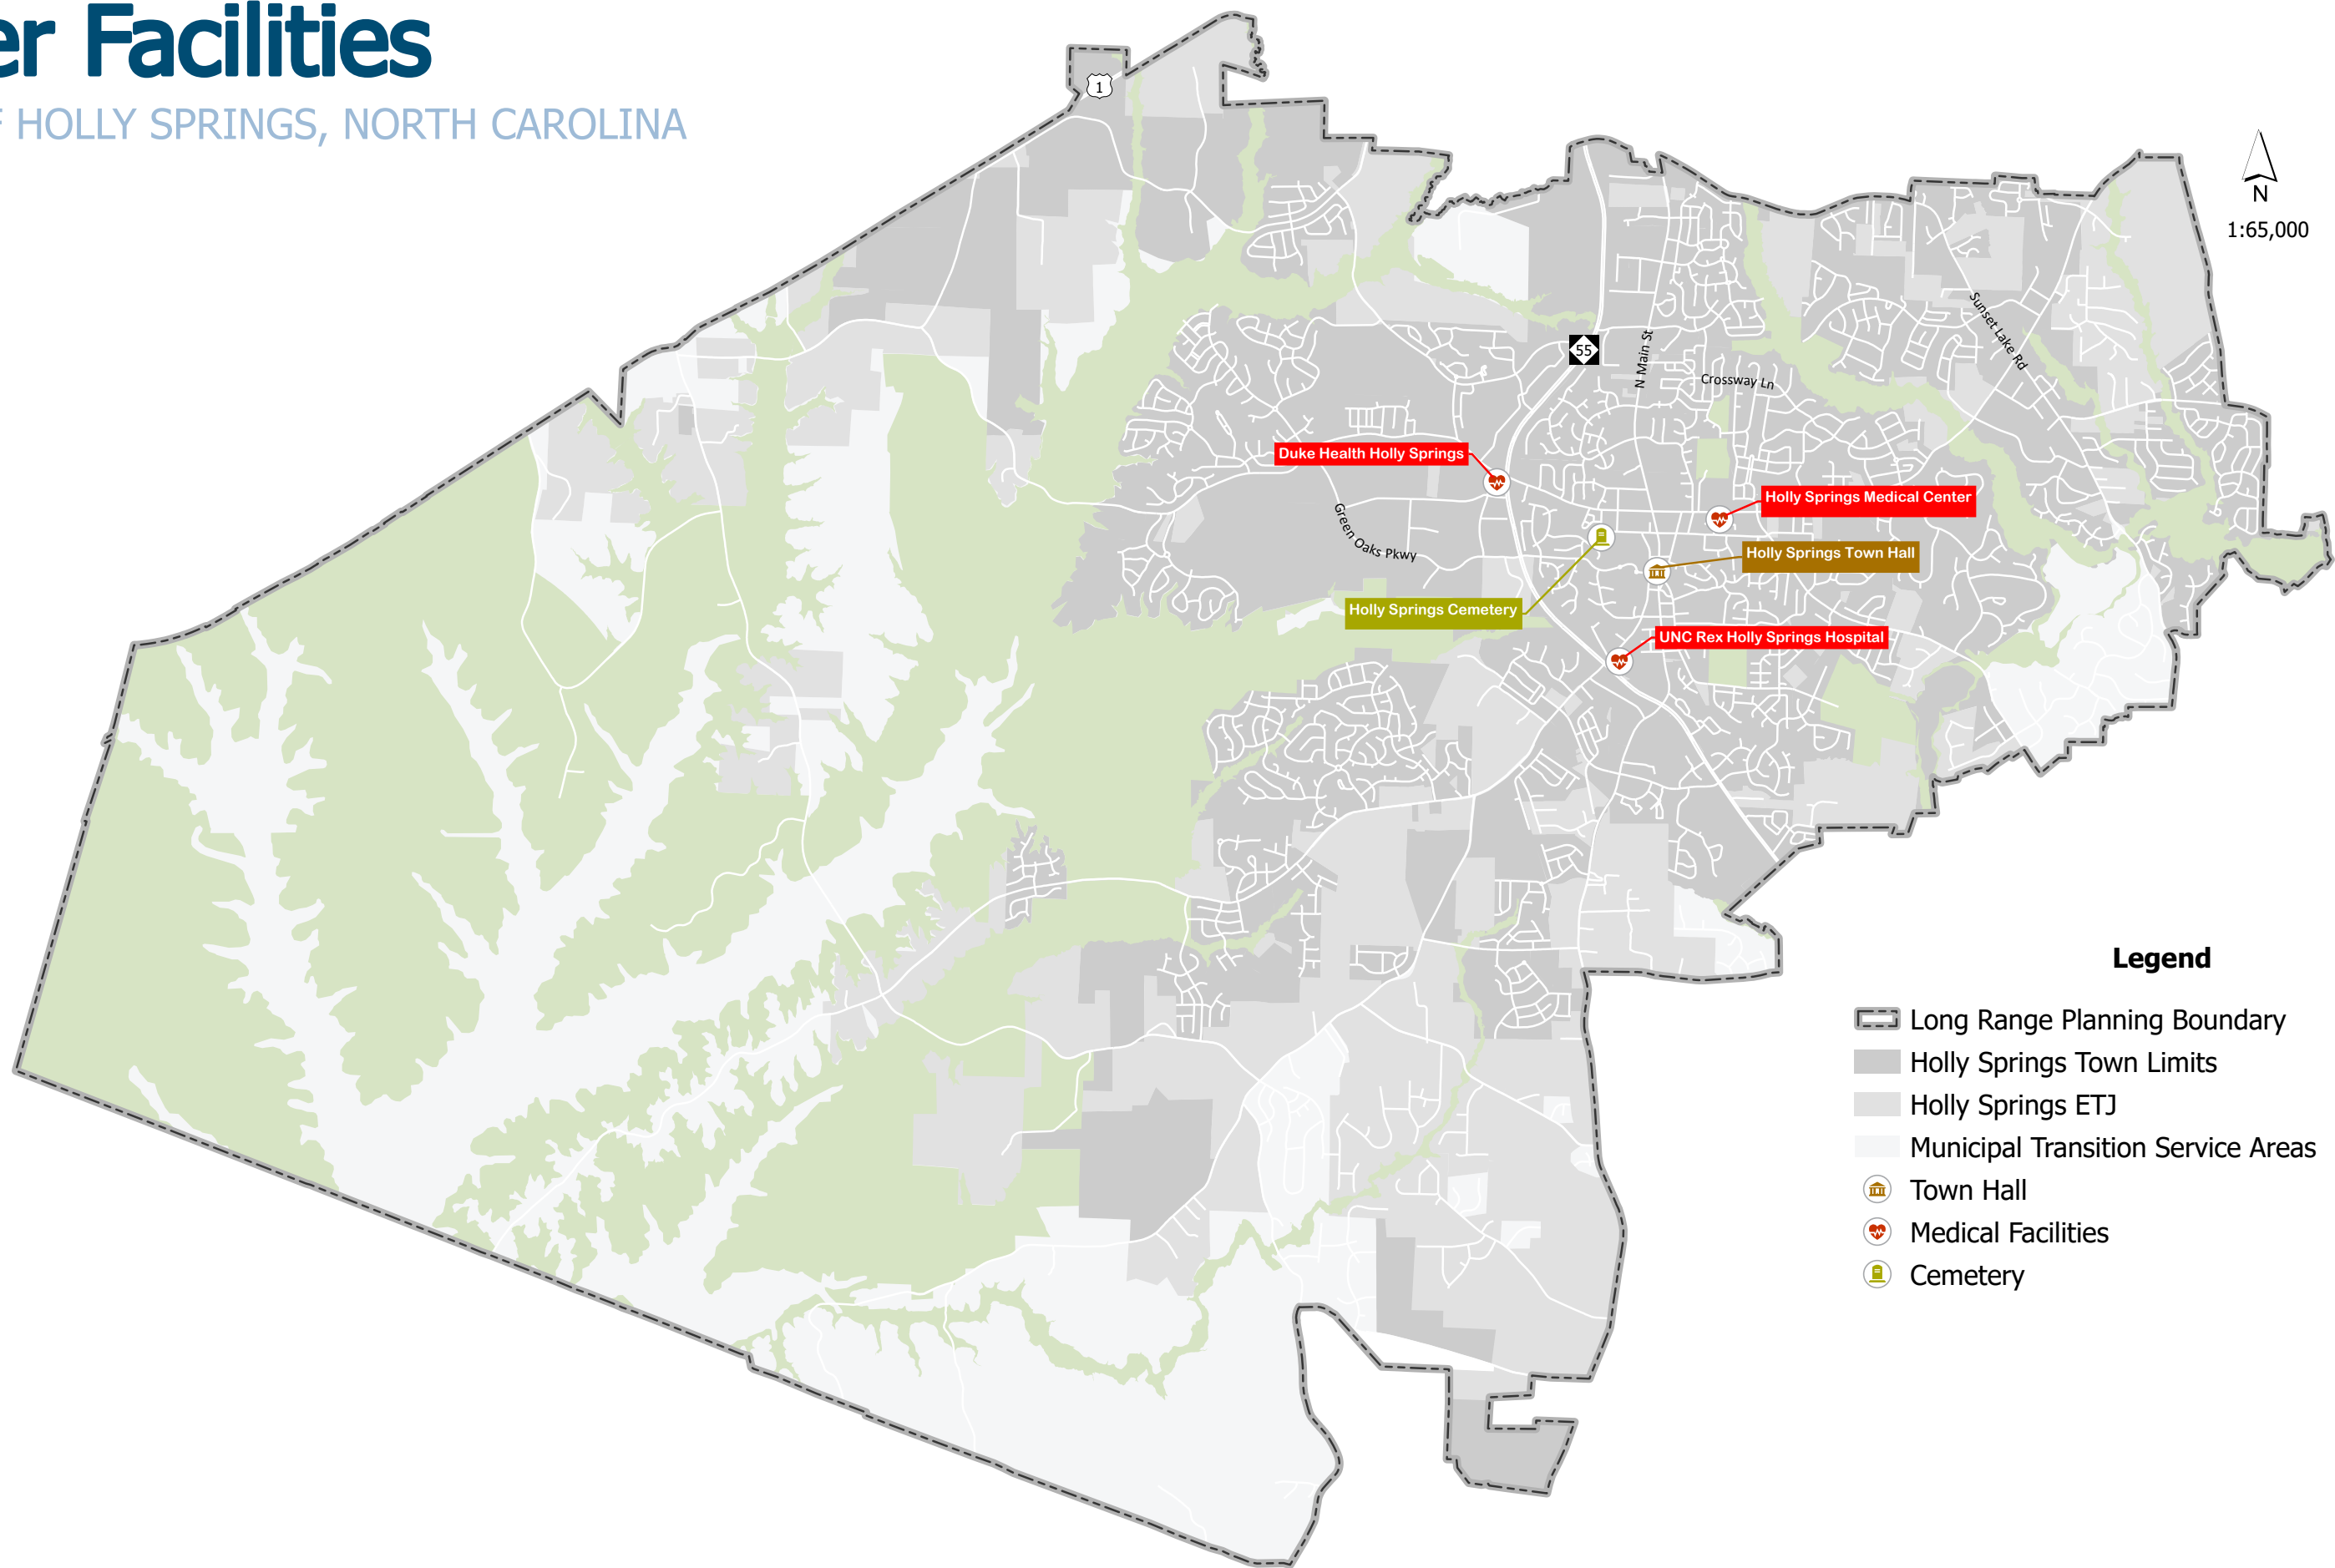 er Facilities
F HOLLY SPRINGS, NORTH CAROLINA
1
N
1:65,000
Sunset Lake Rd
55
N Main St
Crossway Ln
Duke Health Holly Springs
Holly Springs Medical Center
Green Oaks Pkwy
Holly Springs Town Hall
Holly Springs Cemetery
UNC Rex Holly Springs Hospital
Legend
Long Range Planning Boundary
Holly Springs Town Limits
Holly Springs ETJ
Municipal Transition Service Areas
Town Hall
Medical Facilities
Cemetery